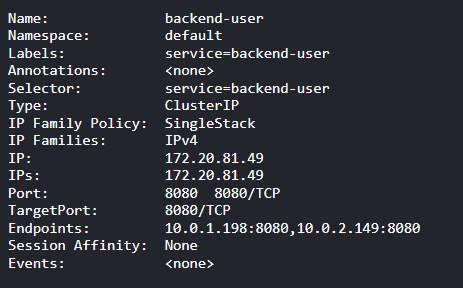 Name:              backend-user
Namespace:         default
Labels:            service=backend-user
Annotations:       <none>
Selector:          service=backend-user
Type:              ClusterIP
IP Family Policy:  SingleStack
IP Families:       IPv4
IP:                172.20.81.49
IPs:               172.20.81.49
Port:              8080  8080/TCP
TargetPort:        8080/TCP
Endpoints:         10.0.1.198:8080,10.0.2.149:8080
Session Affinity:  None
Events:            <none>